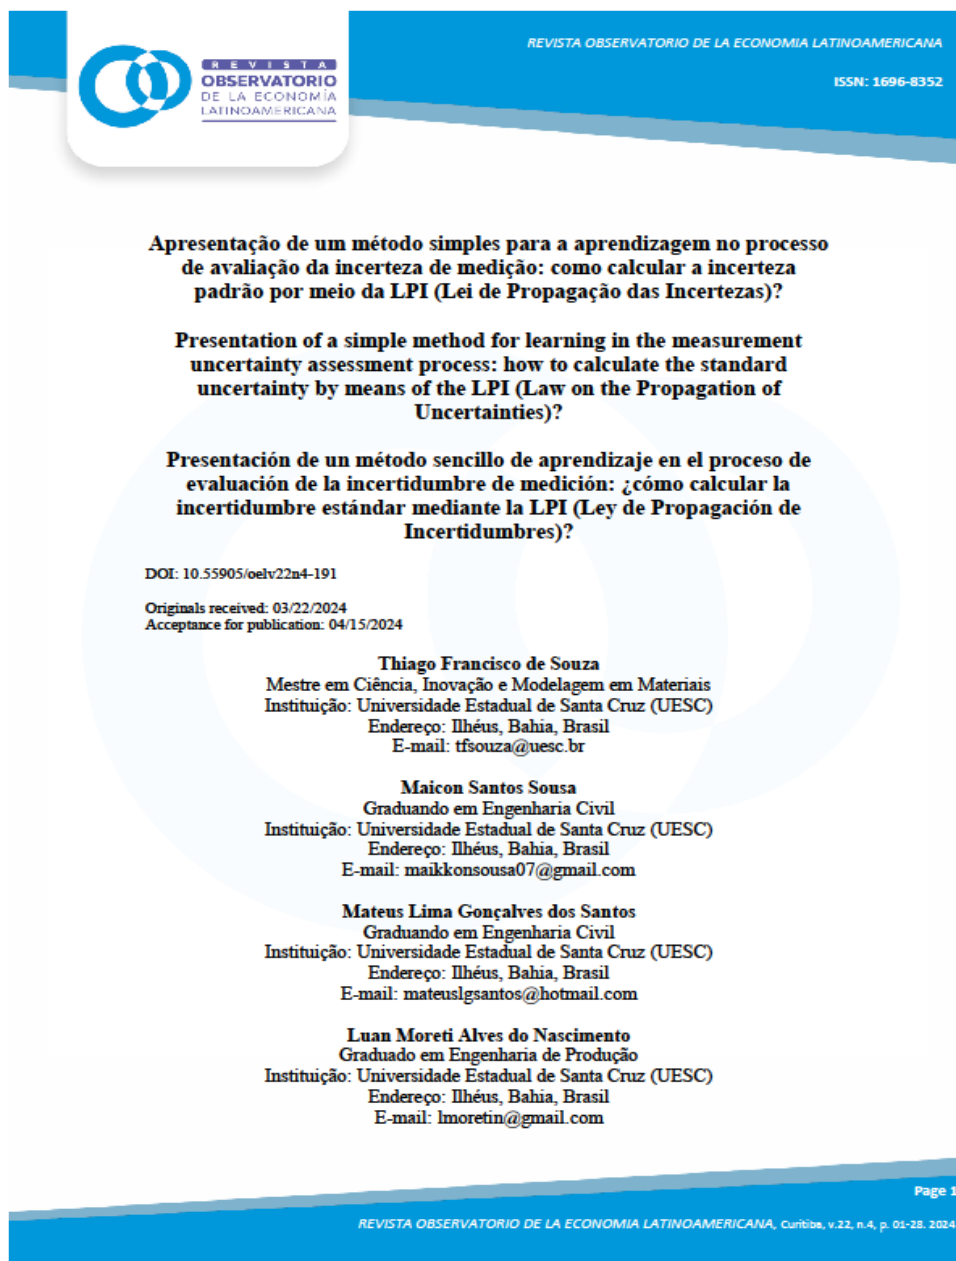 REVISTA OBSERVATORIO DE LA ECONOMIA LATINOAMERICANA
ISSN: 1696-8352
REVISTA
OBSERVATORIO
DE LA ECONOMÍA
LATINOAMERICANA
Apresentação de um método simples para a aprendizagem no processo
de avaliação da incerteza de medição: como calcular a incerteza
padrão por meio da LPI (Lei de Propagação das Incertezas)?
Presentation of a simple method for learning in the measurement
uncertainty assessment process: how to calculate the standard
uncertainty by means of the LPI (Law on the Propagation of
Uncertainties)?
Presentación de un método sencillo de aprendizaje en el proceso de
evaluación de la incertidumbre de medición: ¿cómo calcular la
incertidumbre estándar mediante la LPI (Ley de Propagación de
Incertidumbres)?
DOI: 10.55905/oelv22n4-191
Originals received: 03/22/2024
Acceptance for publication: 04/15/2024
Thiago Francisco de Souza
Mestre em Ciência, Inovação e Modelagem em Materiais
Instituição: Universidade Estadual de Santa Cruz (UESC)
Endereço: Ilhéus, Bahia, Brasil
E-mail: tfsouza@uesc.br
Maicon Santos Sousa
Graduando em Engenharia Civil
Instituição: Universidade Estadual de Santa Cruz (UESC)
Endereço: Ilhéus, Bahia, Brasil
E-mail: maikkonsousa07@gmail.com
Mateus Lima Gonçalves dos Santos
Graduando em Engenharia Civil
Instituição: Universidade Estadual de Santa Cruz (UESC)
Endereço: Ilhéus, Bahia, Brasil
E-mail: mateuslgsantos@hotmail.com
Luan Moreti Alves do Nascimento
Graduado em Engenharia de Produção
Instituição: Universidade Estadual de Santa Cruz (UESC)
Endereço: Ilhéus, Bahia, Brasil
E-mail: lmoretin@gmail.com
Page 1
REVISTA OBSERVATORIO DE LA ECONOMIA LATINOAMERICANA, Curitiba, v.22, n.4, p. 01-28. 2024